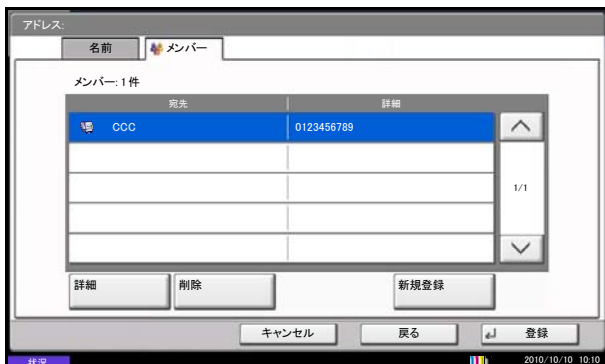 アドレス:
名前 メンバー
メンバー: 1 件
宛先 詳細
CCC 0123456789
1/1
詳細 削除 新規登録
キャンセル 戻る 登録
状況 2010/10/10 10:10